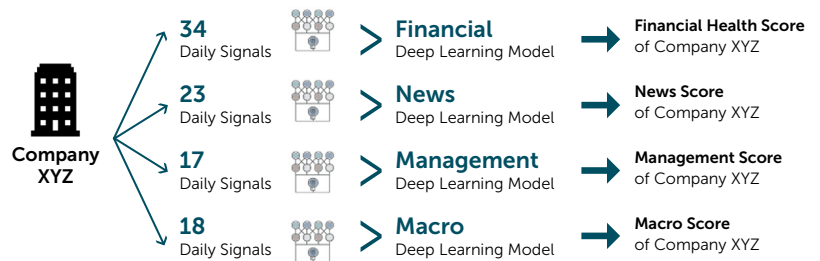 34
Daily Signals
Financial
Deep Learning Model
Financial Health Score
of Company XYZ
23
Daily Signals
News
Deep Learning Model
News Score
of Company XYZ
Company
XYZ
17
Daily Signals
Management
Deep Learning Model
Management Score
of Company XYZ
18
Daily Signals
Macro
Deep Learning Model
Macro Score
of Company XYZ